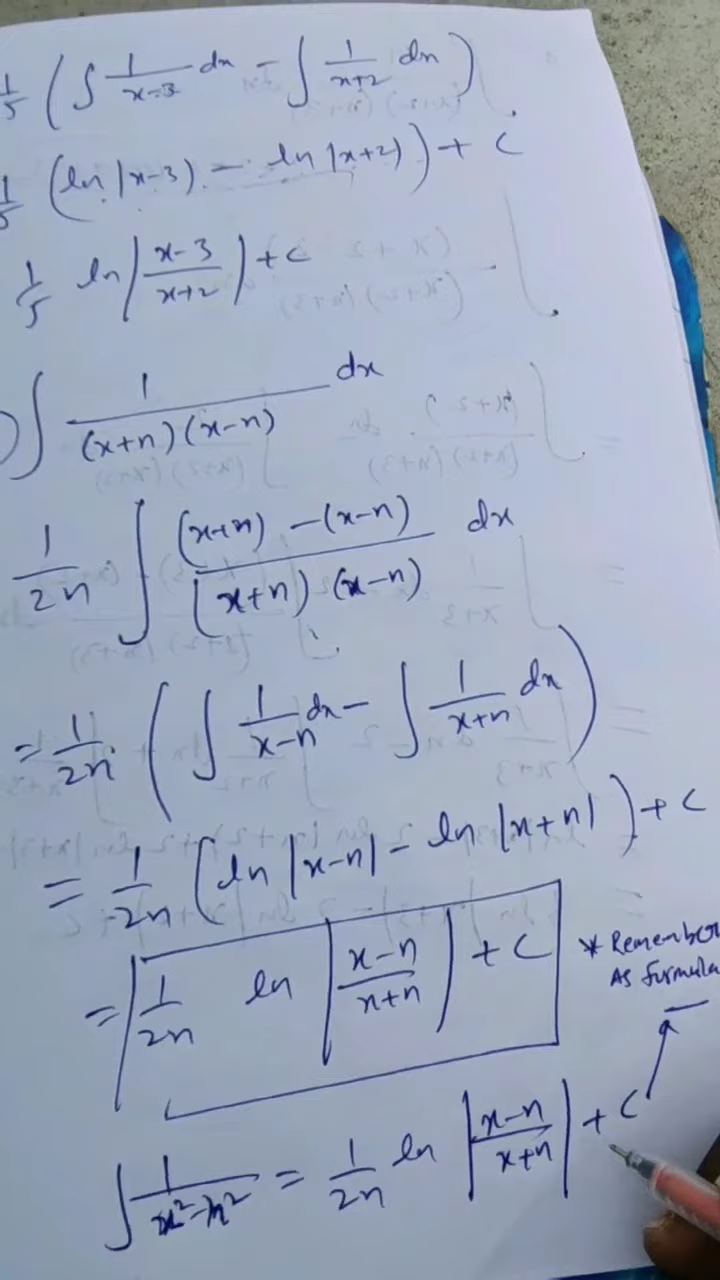 1/5 ( ∫ 1/(x-3) dx - ∫ 1/(x+2) dx )
1/5 (ln |x-3) - ln |x+2) ) + c
1/5 ln | (x-3)/(x+2) | + c
) ∫ 1/((x+n)(x-n)) dx
1/2n ∫ ((x+n) - (x-n))/((x+n) (x-n)) dx
= 1/2n ( ∫ 1/(x-n) dx - ∫ 1/(x+n) dx )
= 1/2n ( ln |x-n| - ln |x+n| ) + c
= 1/2n ln | (x-n)/(x+n) | + c
* Remember
As formula
∫ 1/(x²-n²) = 1/2n ln | (x-n)/(x+n) | + c